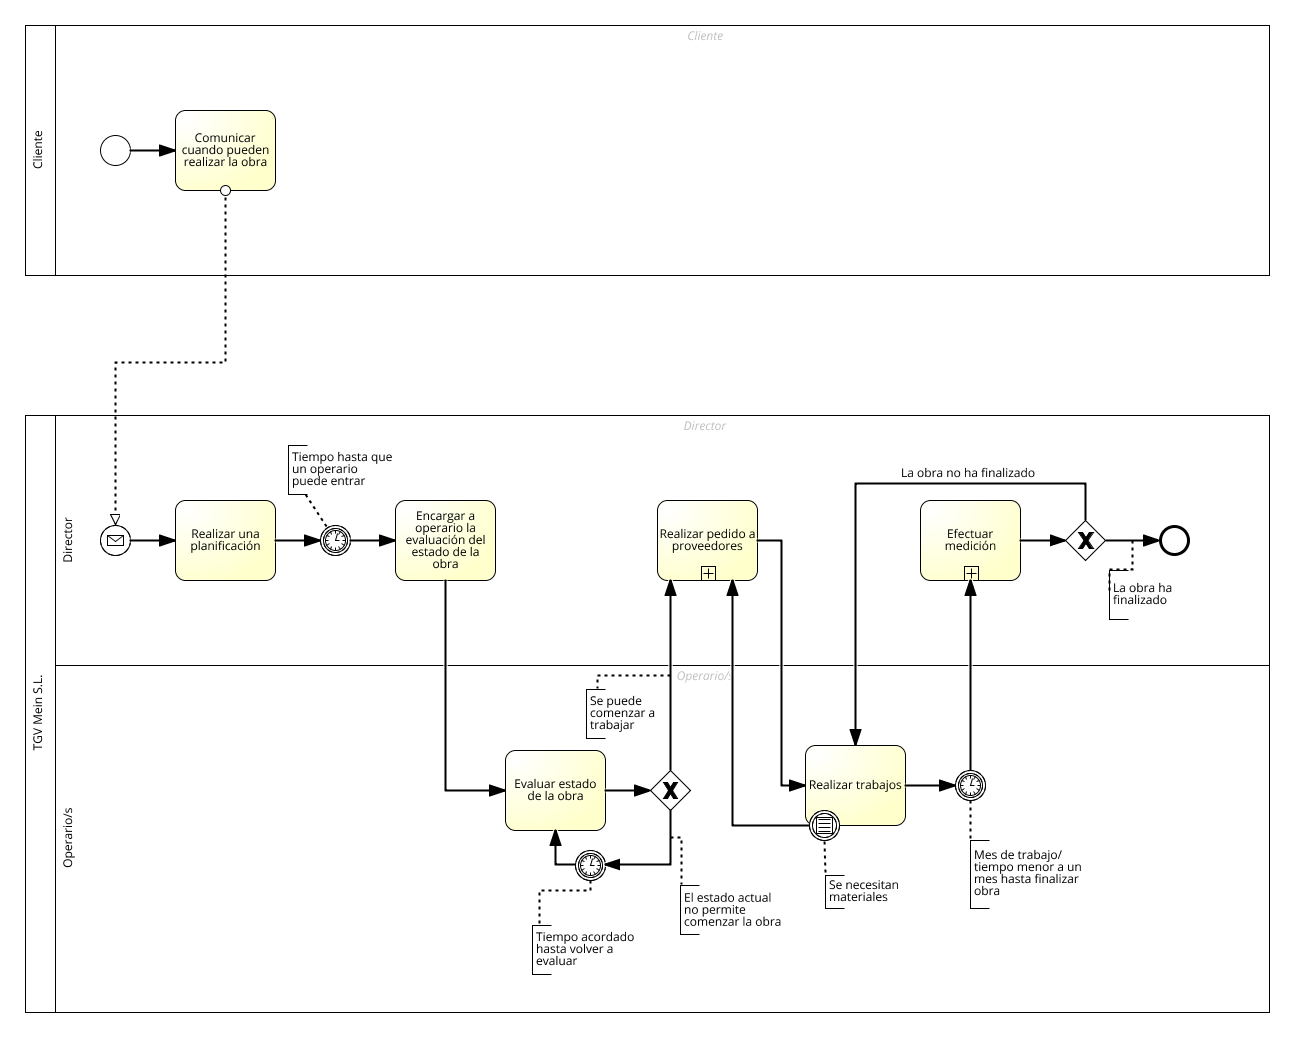 Cliente
Cliente
Comunicar
cuando pueden
realizar la obra
TGV Mein S.L.
Director
Director
Tiempo hasta que
un operario
puede entrar
Realizar una
planificación
Encargar a
operario la
evaluación del
estado de la
obra
Realizar pedido a
proveedores
La obra no ha finalizado
Efectuar
medición
La obra ha
finalizado
Operario/s
Operario/s
Se puede
comenzar a
trabajar
Evaluar estado
de la obra
Realizar trabajos
Tiempo acordado
hasta volver a
evaluar
El estado actual
no permite
comenzar la obra
Se necesitan
materiales
Mes de trabajo/
tiempo menor a un
mes hasta finalizar
obra